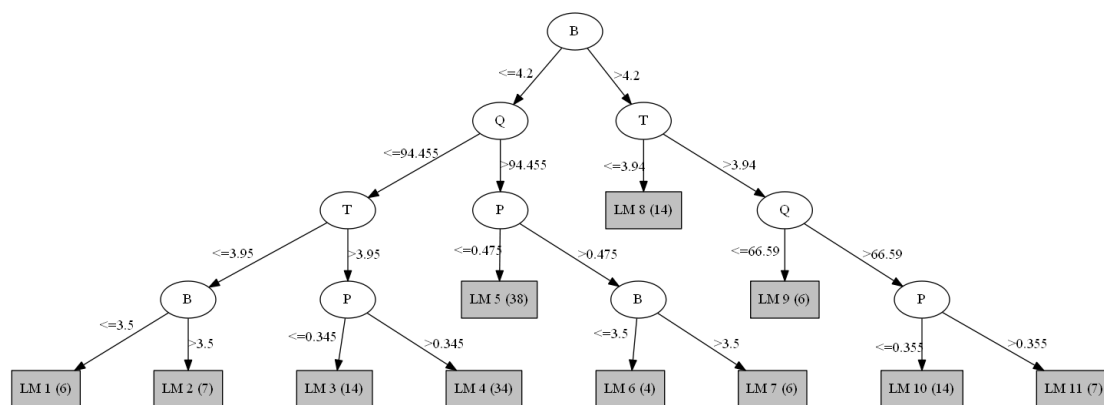 B
<=4.2 >4.2
Q T
<=94.455 >94.455 <=3.94 >3.94
T P LM 8 (14) Q
<=3.95 >3.95 <=0.475 >0.475 <=66.59 >66.59
B P LM 5 (38) B LM 9 (6) P
<=3.5 >3.5 <=0.345 >0.345 <=3.5 >3.5 <=0.355 >0.355
LM 1 (6) LM 2 (7) LM 3 (14) LM 4 (34) LM 6 (4) LM 7 (6) LM 10 (14) LM 11 (7)